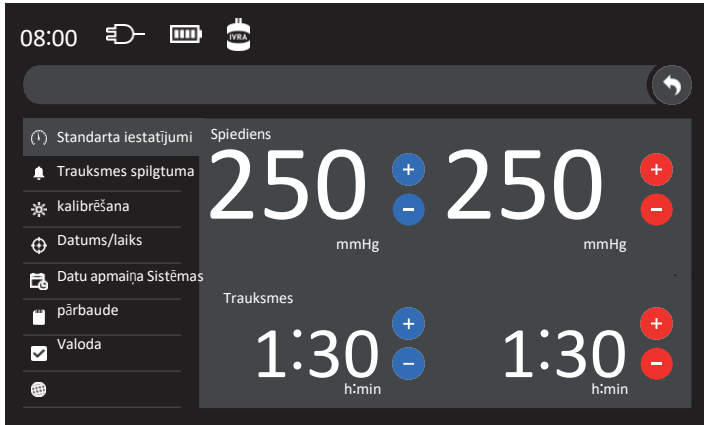 08:00
IVRA
Standarta iestatījumi
Trauksmes spilgtuma
kalibrēšana
Datums/laiks
Datu apmaiņa Sistēmas
pārbaude
Valoda
Spiediens
250 + 250 +
− −
mmHg mmHg
Trauksmes
1:30 + 1:30 +
− −
h:min h:min